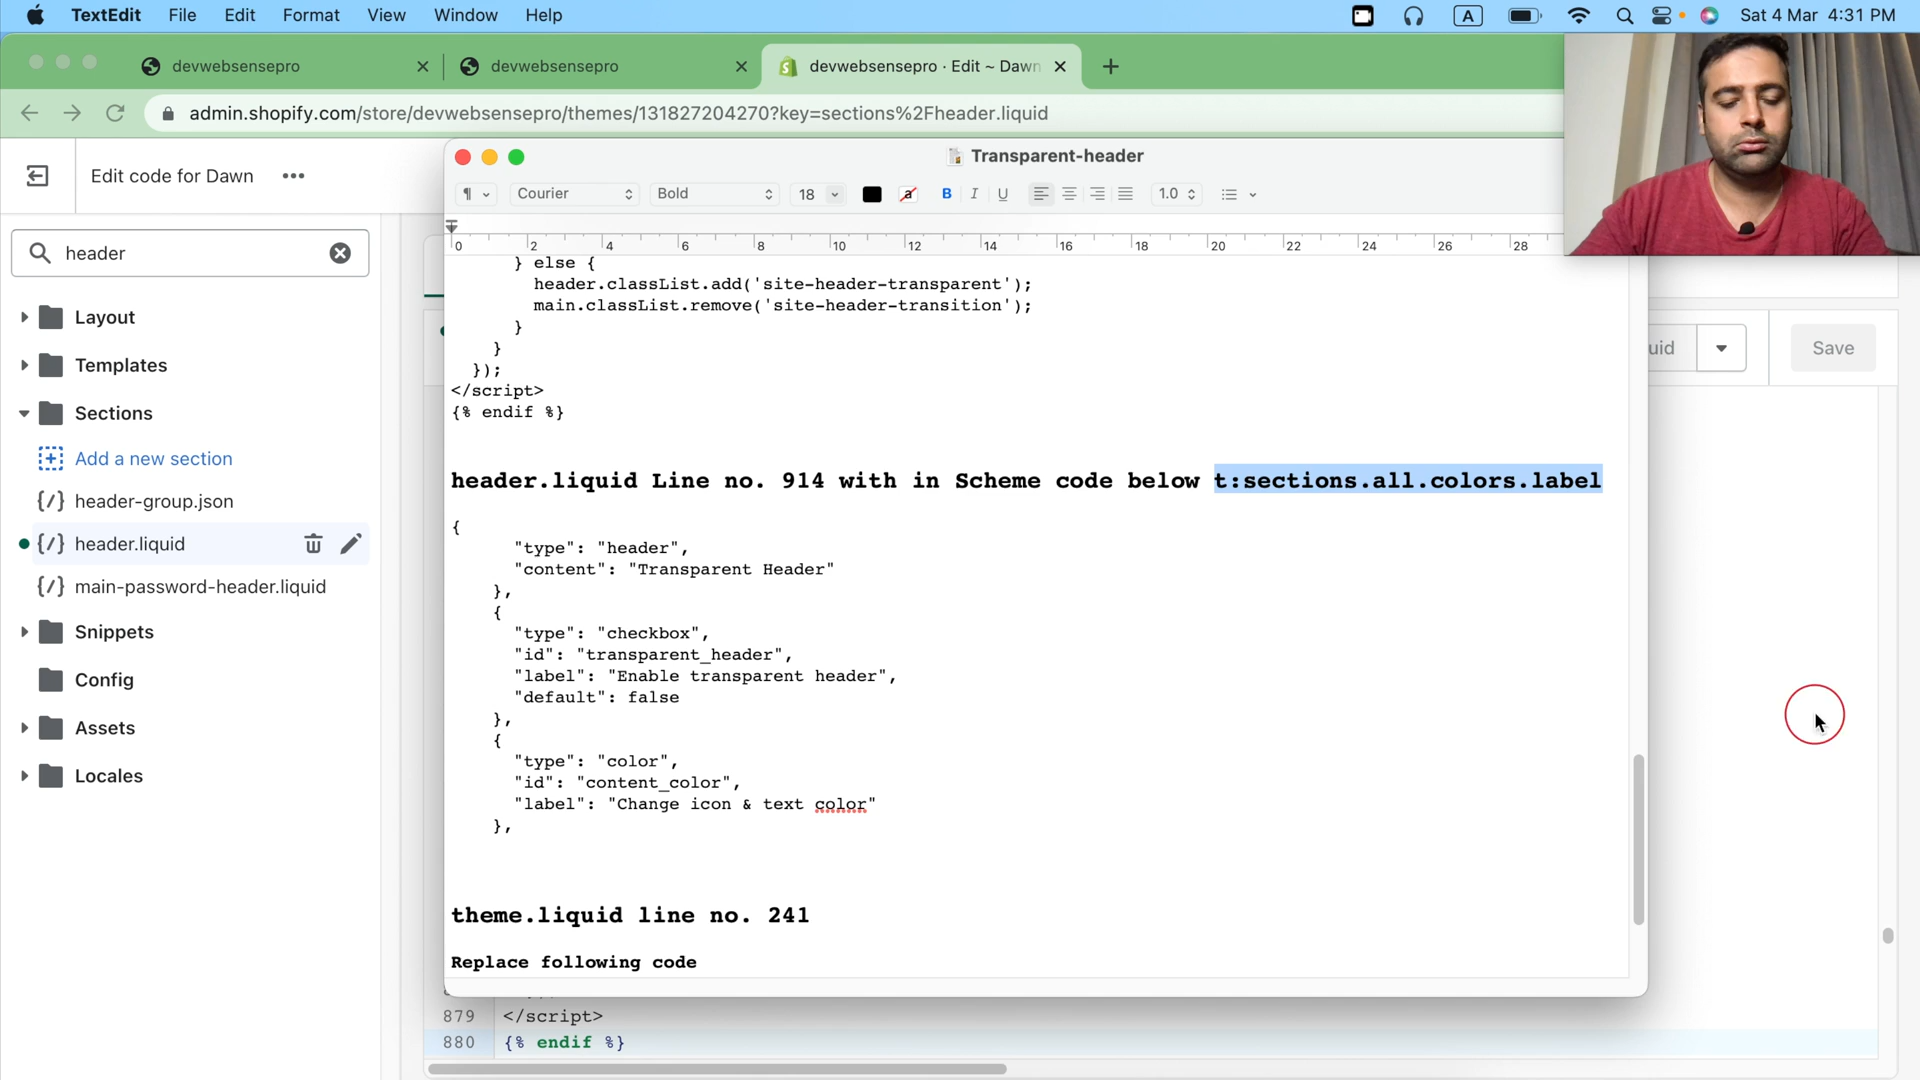 TextEdit File Edit Format View Window Help A Sat 4 Mar 4:31 PM
devwebsensepro devwebsensepro devwebsensepro · Edit ~ Dawn
admin.shopify.com/store/devwebsensepro/themes/131827204270?key=sections%2Fheader.liquid
Edit code for Dawn
Transparent-header
Courier Bold 18 a B I U 1.0
0 2 4 6 8 10 12 14 16 18 20 22 24 26 28
header
Layout
Templates
Sections
Add a new section
header-group.json
header.liquid
main-password-header.liquid
Snippets
Config
Assets
Locales
uid Save
} else {
header.classList.add('site-header-transparent');
main.classList.remove('site-header-transition');
}
}
});
</script>
{% endif %}
header.liquid Line no. 914 with in Scheme code below t:sections.all.colors.label
{
"type": "header",
"content": "Transparent Header"
},
{
"type": "checkbox",
"id": "transparent_header",
"label": "Enable transparent header",
"default": false
},
{
"type": "color",
"id": "content_color",
"label": "Change icon & text color"
},
theme.liquid line no. 241
Replace following code
879 </script>
880 {% endif %}